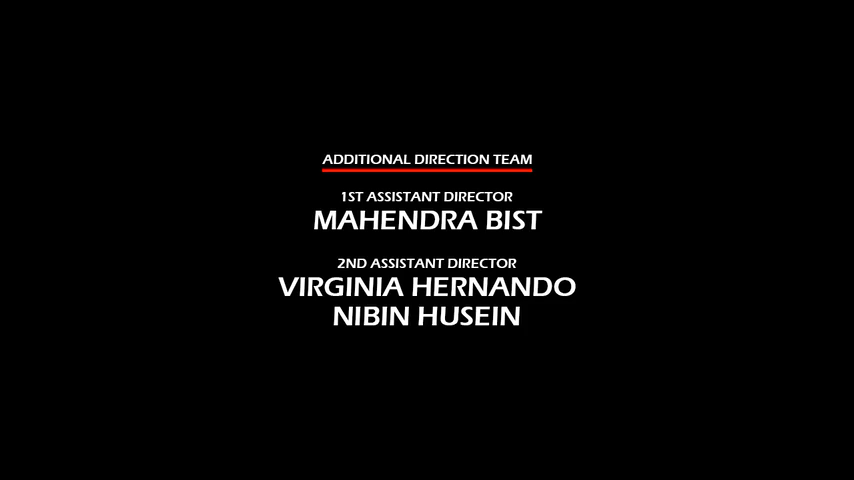 ADDITIONAL DIRECTION TEAM
1ST ASSISTANT DIRECTOR
MAHENDRA BIST
2ND ASSISTANT DIRECTOR
VIRGINIA HERNANDO
NIBIN HUSEIN